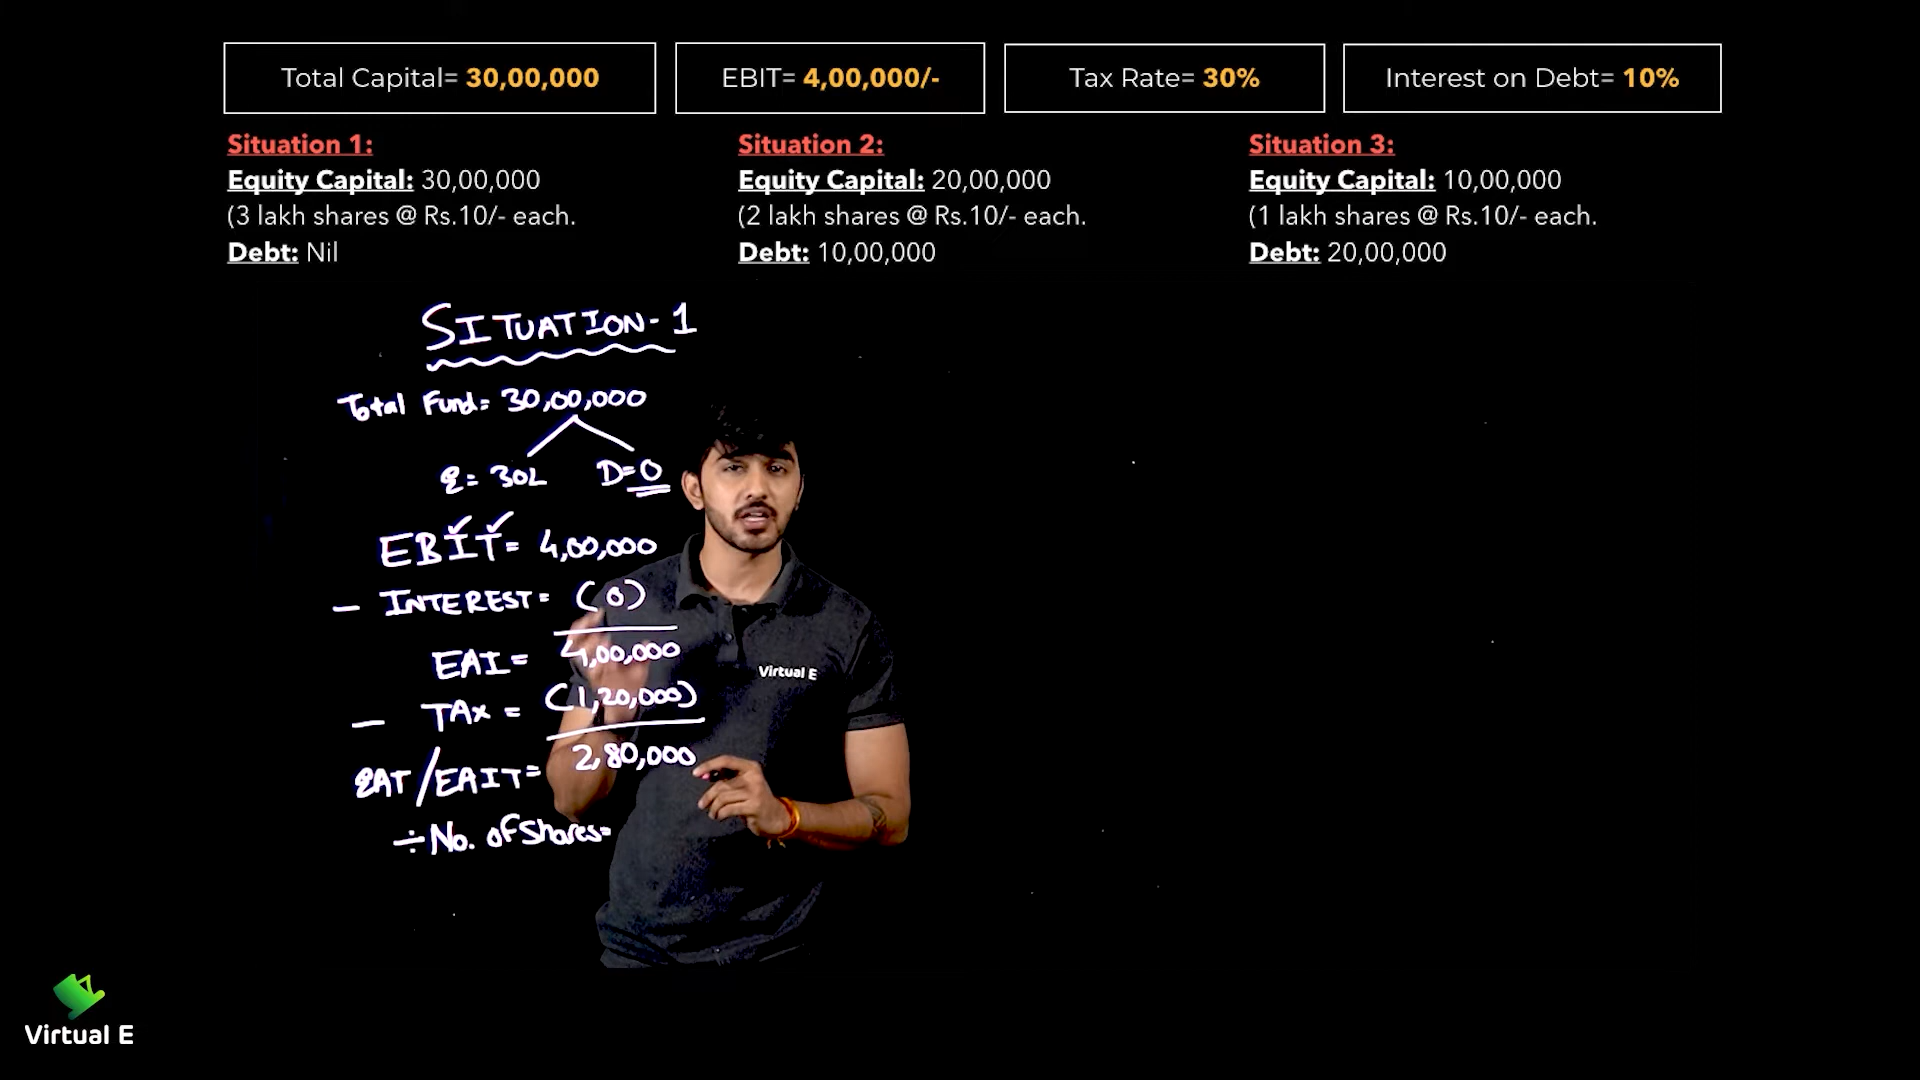 Total Capital= 30,00,000
EBIT= 4,00,000/-
Tax Rate= 30%
Interest on Debt= 10%
Situation 1:
Equity Capital: 30,00,000
(3 lakh shares @ Rs.10/- each.
Debt: Nil
Situation 2:
Equity Capital: 20,00,000
(2 lakh shares @ Rs.10/- each.
Debt: 10,00,000
Situation 3:
Equity Capital: 10,00,000
(1 lakh shares @ Rs.10/- each.
Debt: 20,00,000
SITUATION-1
Total Fund= 30,00,000
E= 30L D=0
EBIT= 4,00,000
- INTEREST= (0)
EAI= 4,00,000
- TAX = (1,20,000)
EAT/EAIT= 2,80,000
÷ No. of Shares=
Virtual E
Virtual E